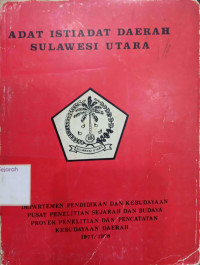 ADAT ISTIADAT DAERAH
SULAWESI UTARA
DEPARTEMEN PENDIDIKAN DAN KEBUDAYAAN
PUSAT PENELITIAN SEJARAH DAN BUDAYA
PROYEK PENELITIAN DAN PENCATATAN
KEBUDAYAAN DAERAH
1977/1978